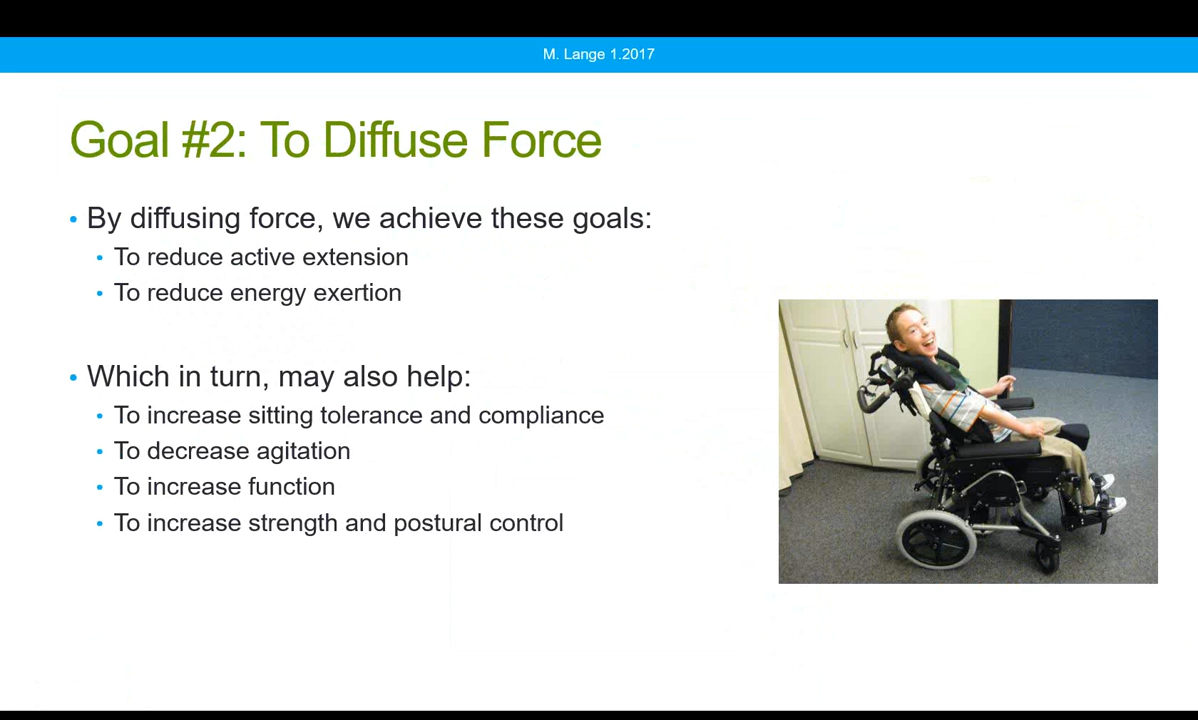 M. Lange 1.2017
Goal #2: To Diffuse Force
• By diffusing force, we achieve these goals:
• To reduce active extension
• To reduce energy exertion
• Which in turn, may also help:
• To increase sitting tolerance and compliance
• To decrease agitation
• To increase function
• To increase strength and postural control